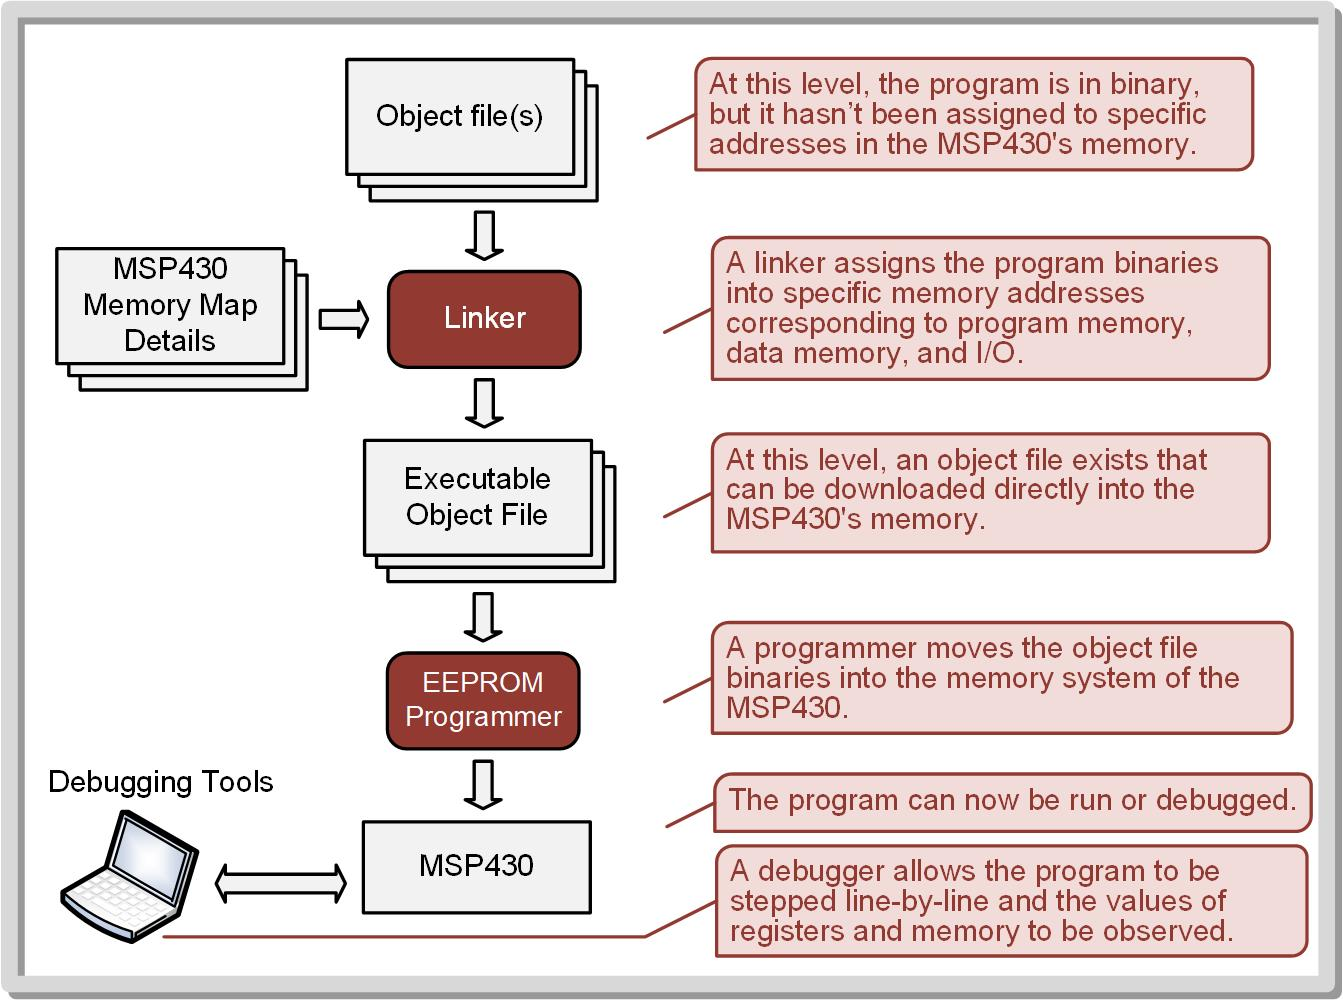 Object file(s)
At this level, the program is in binary,
but it hasn't been assigned to specific
addresses in the MSP430's memory.
MSP430
Memory Map
Details
Linker
A linker assigns the program binaries
into specific memory addresses
corresponding to program memory,
data memory, and I/O.
Executable
Object File
At this level, an object file exists that
can be downloaded directly into the
MSP430's memory.
EEPROM
Programmer
A programmer moves the object file
binaries into the memory system of the
MSP430.
Debugging Tools
MSP430
The program can now be run or debugged.
A debugger allows the program to be
stepped line-by-line and the values of
registers and memory to be observed.